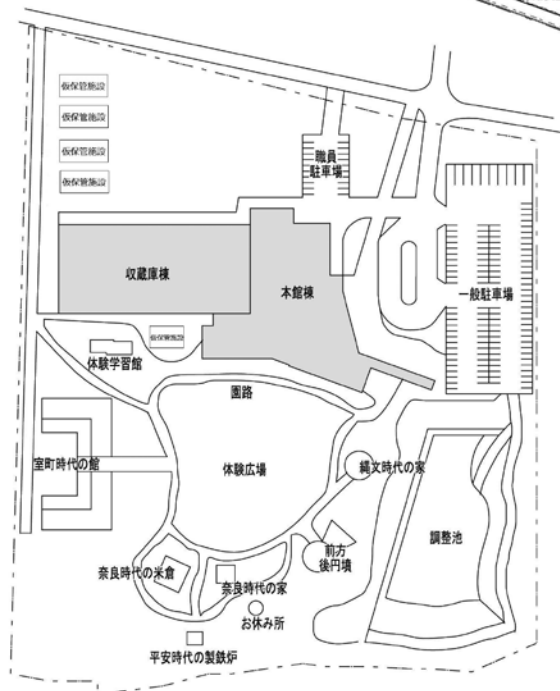 仮保管施設
仮保管施設
仮保管施設
仮保管施設
職員
駐車場
収蔵庫棟
本館棟
一般駐車場
仮保管施設
体験学習館
園路
室町時代の館
体験広場
縄文時代の家
調整池
前方
後円墳
奈良時代の米倉
奈良時代の家
お休み所
平安時代の製鉄炉